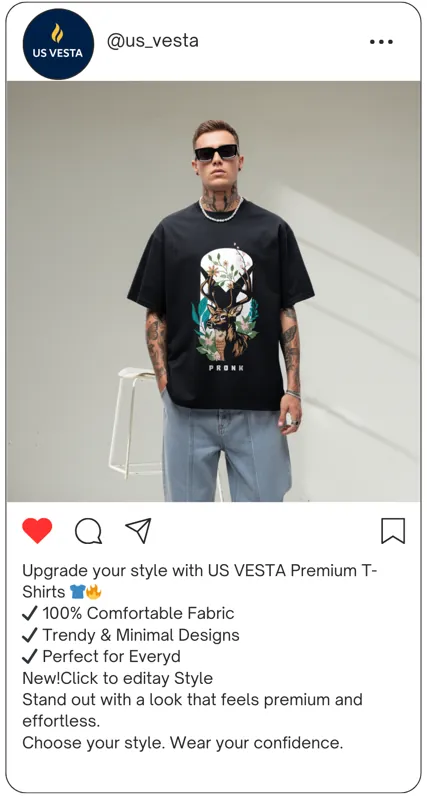 US VESTA
@us_vesta
PRONK
Upgrade your style with US VESTA Premium T-
Shirts 👕🔥
✓ 100% Comfortable Fabric
✓ Trendy & Minimal Designs
✓ Perfect for Everyd
New!Click to editay Style
Stand out with a look that feels premium and
effortless.
Choose your style. Wear your confidence.